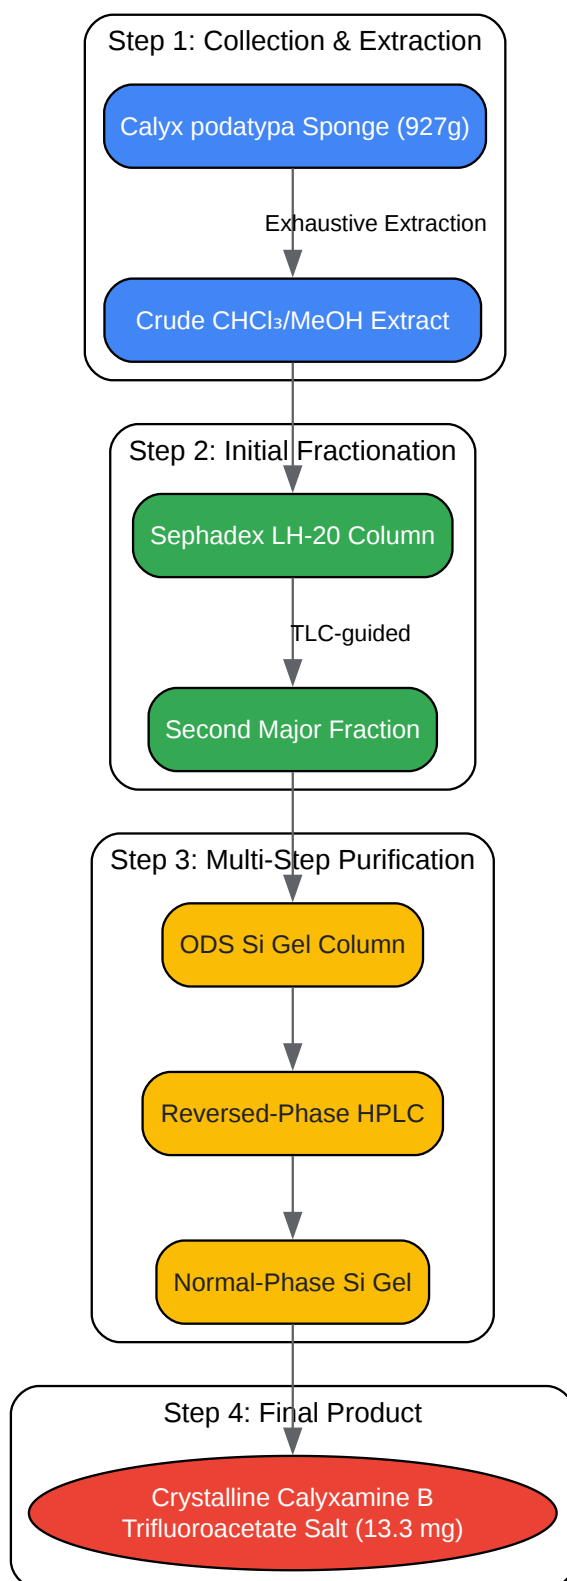 Step 1: Collection & Extraction
Calyx podatypa Sponge (927g)
Exhaustive Extraction
Crude CHCl₃/MeOH Extract
Step 2: Initial Fractionation
Sephadex LH-20 Column
TLC-guided
Second Major Fraction
Step 3: Multi-Step Purification
ODS Si Gel Column
Reversed-Phase HPLC
Normal-Phase Si Gel
Step 4: Final Product
Crystalline Calyxamine B
Trifluoroacetate Salt (13.3 mg)